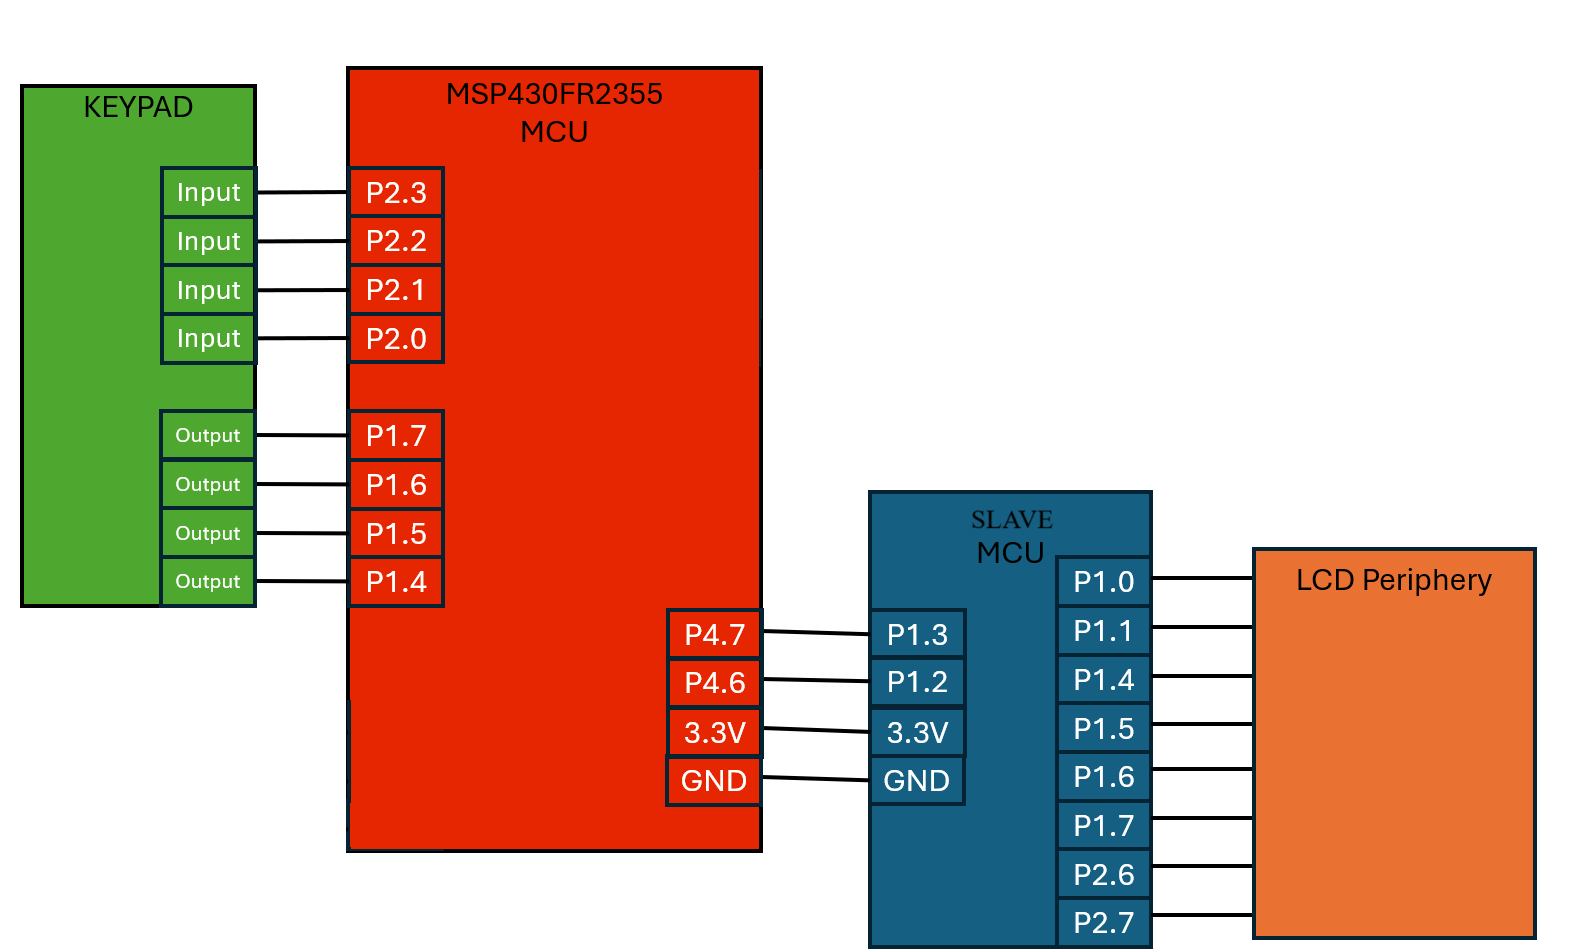 KEYPAD
Input
Input
Input
Input
Output
Output
Output
Output
MSP430FR2355
MCU
P2.3
P2.2
P2.1
P2.0
P1.7
P1.6
P1.5
P1.4
P4.7
P4.6
3.3V
GND
SLAVE
MCU
P1.3
P1.2
3.3V
GND
P1.0
P1.1
P1.4
P1.5
P1.6
P1.7
P2.6
P2.7
LCD Periphery